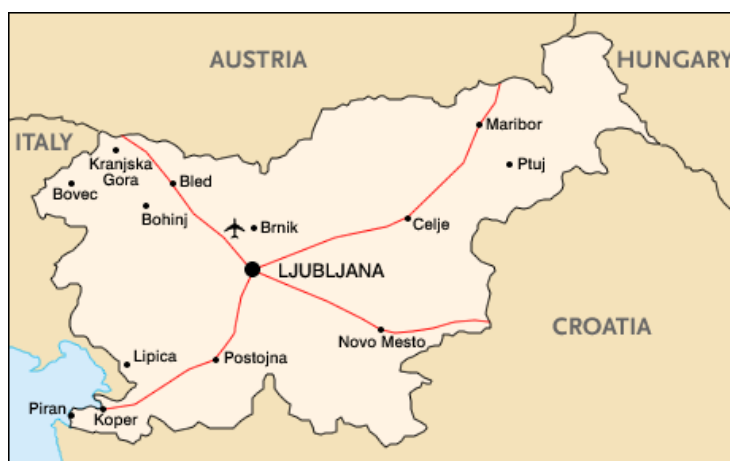 AUSTRIA
HUNGARY
ITALY
Maribor
Kranjska
Gora
Ptuj
Bled
Bovec
Bohinj
Celje
Brnik
LJUBLJANA
CROATIA
Novo Mesto
Lipica
Postojna
Piran
Koper